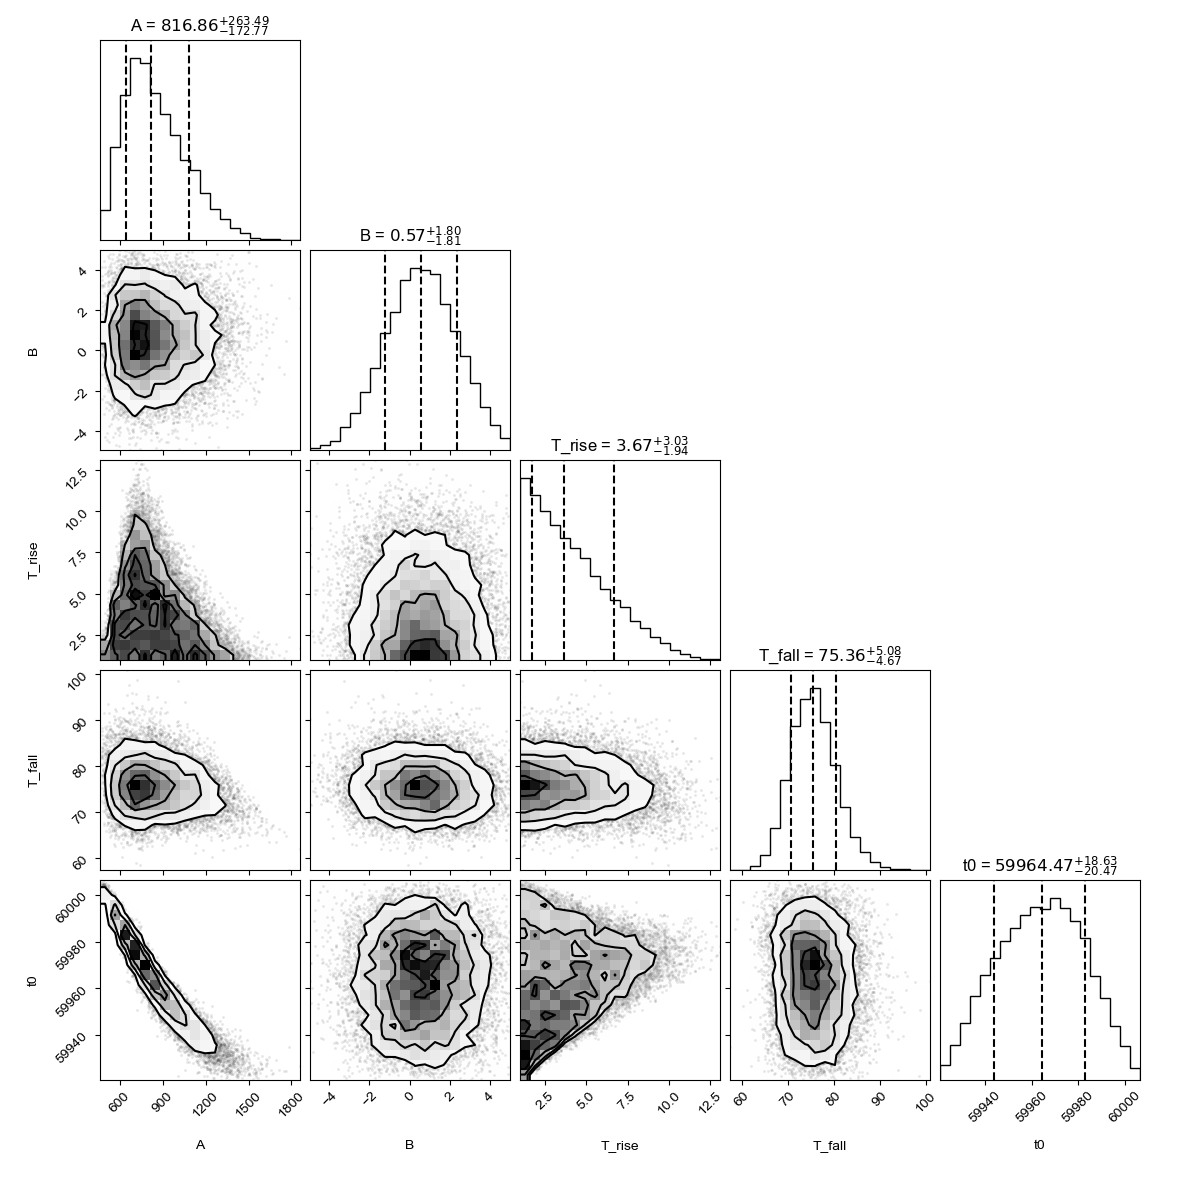 A = 816.86+263.49−172.77
B = 0.57+1.80−1.81
T_rise = 3.67+3.03−1.94
T_fall = 75.36+5.08−4.67
t0 = 59964.47+18.63−20.47
4
2
0
−2
−4
B
12.5
10.0
7.5
5.0
2.5
T_rise
100
90
80
70
60
T_fall
60000
59980
59960
59940
t0
600 900 1200 1500 1800
−4 −2 0 2 4
2.5 5.0 7.5 10.0 12.5
60 70 80 90 100
59940 59960 59980 60000
A B T_rise T_fall t0